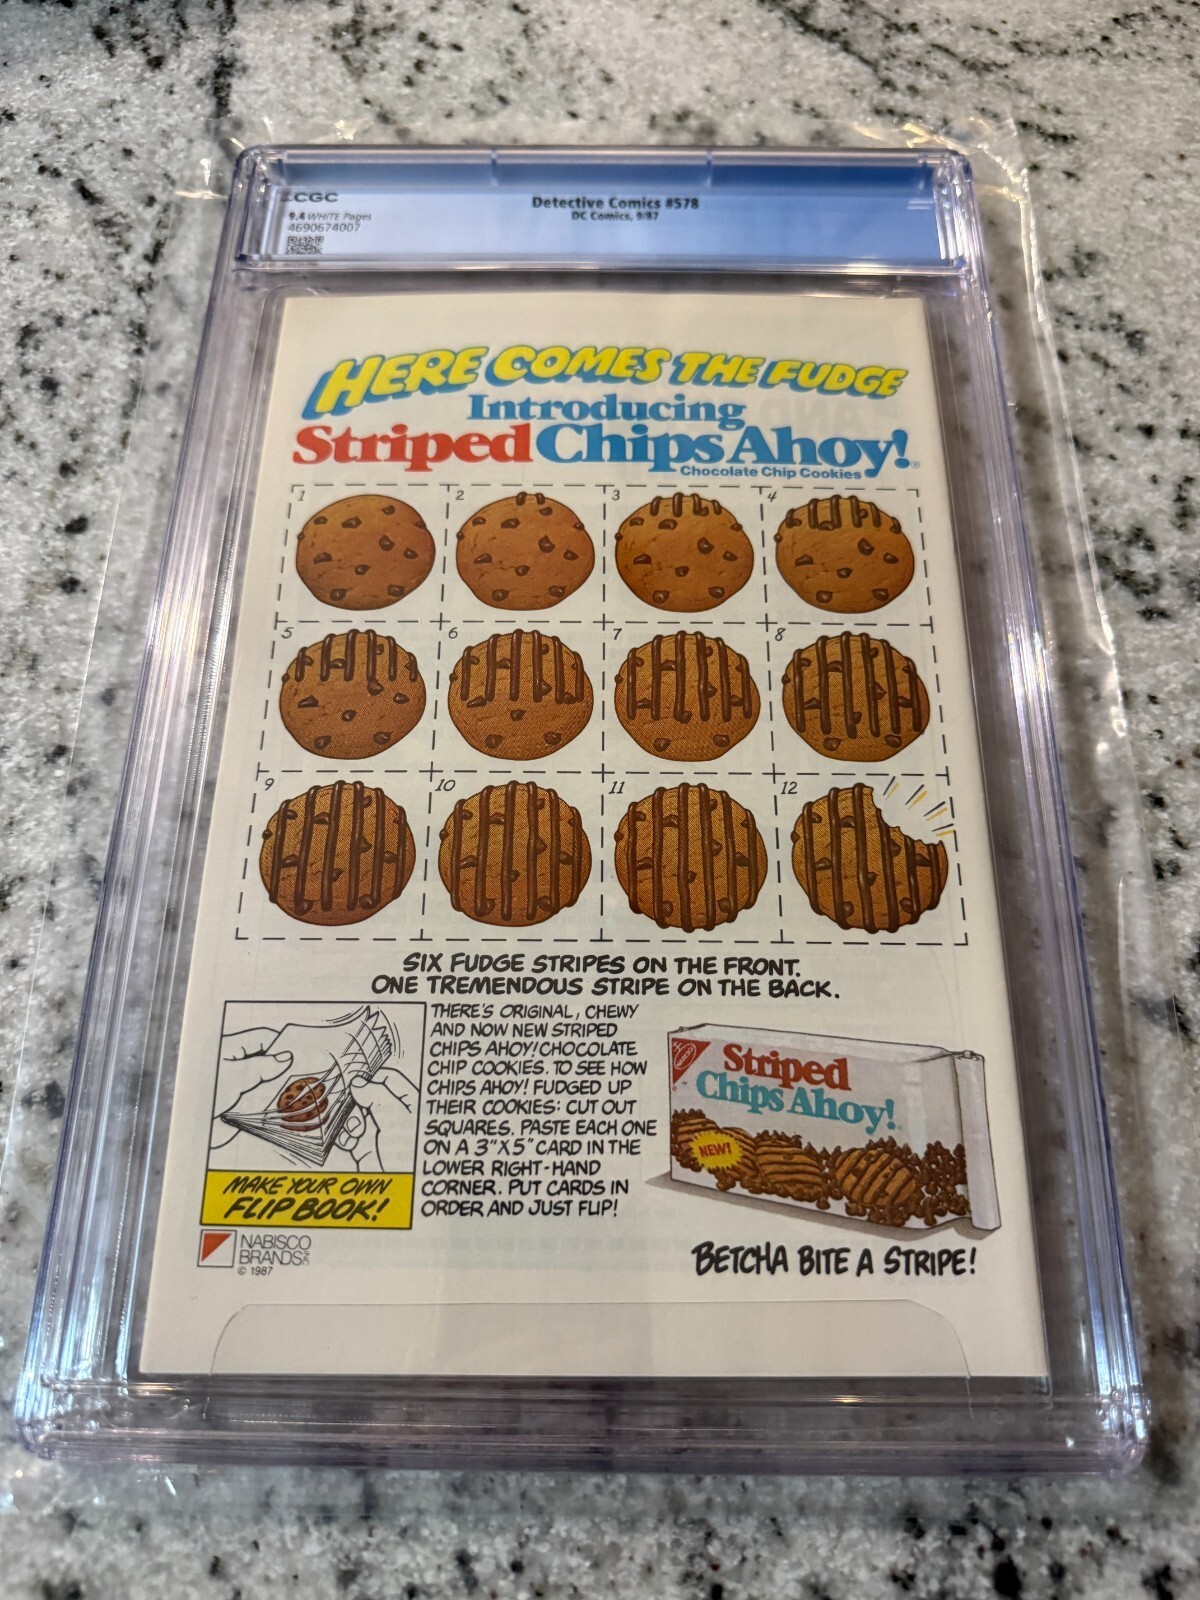 CGC
Detective Comics #578
9.4 WHITE Pages
DC Comics, 9/87
4690674007
HERE COMES THE FUDGE
Introducing
Striped Chips Ahoy!®
Chocolate Chip Cookies
1 2 3 4
5 6 7 8
9 10 11 12
SIX FUDGE STRIPES ON THE FRONT.
ONE TREMENDOUS STRIPE ON THE BACK.
THERE'S ORIGINAL, CHEWY
AND NOW NEW STRIPED
CHIPS AHOY! CHOCOLATE
CHIP COOKIES. TO SEE HOW
CHIPS AHOY! FUDGED UP
THEIR COOKIES: CUT OUT
SQUARES. PASTE EACH ONE
ON A 3"X5" CARD IN THE
LOWER RIGHT-HAND
CORNER. PUT CARDS IN
ORDER AND JUST FLIP!
MAKE YOUR OWN
FLIP BOOK!
NABISCO
BRANDS
© 1987
NABISCO
Striped
Chips Ahoy!
NEW!
BETCHA BITE A STRIPE!